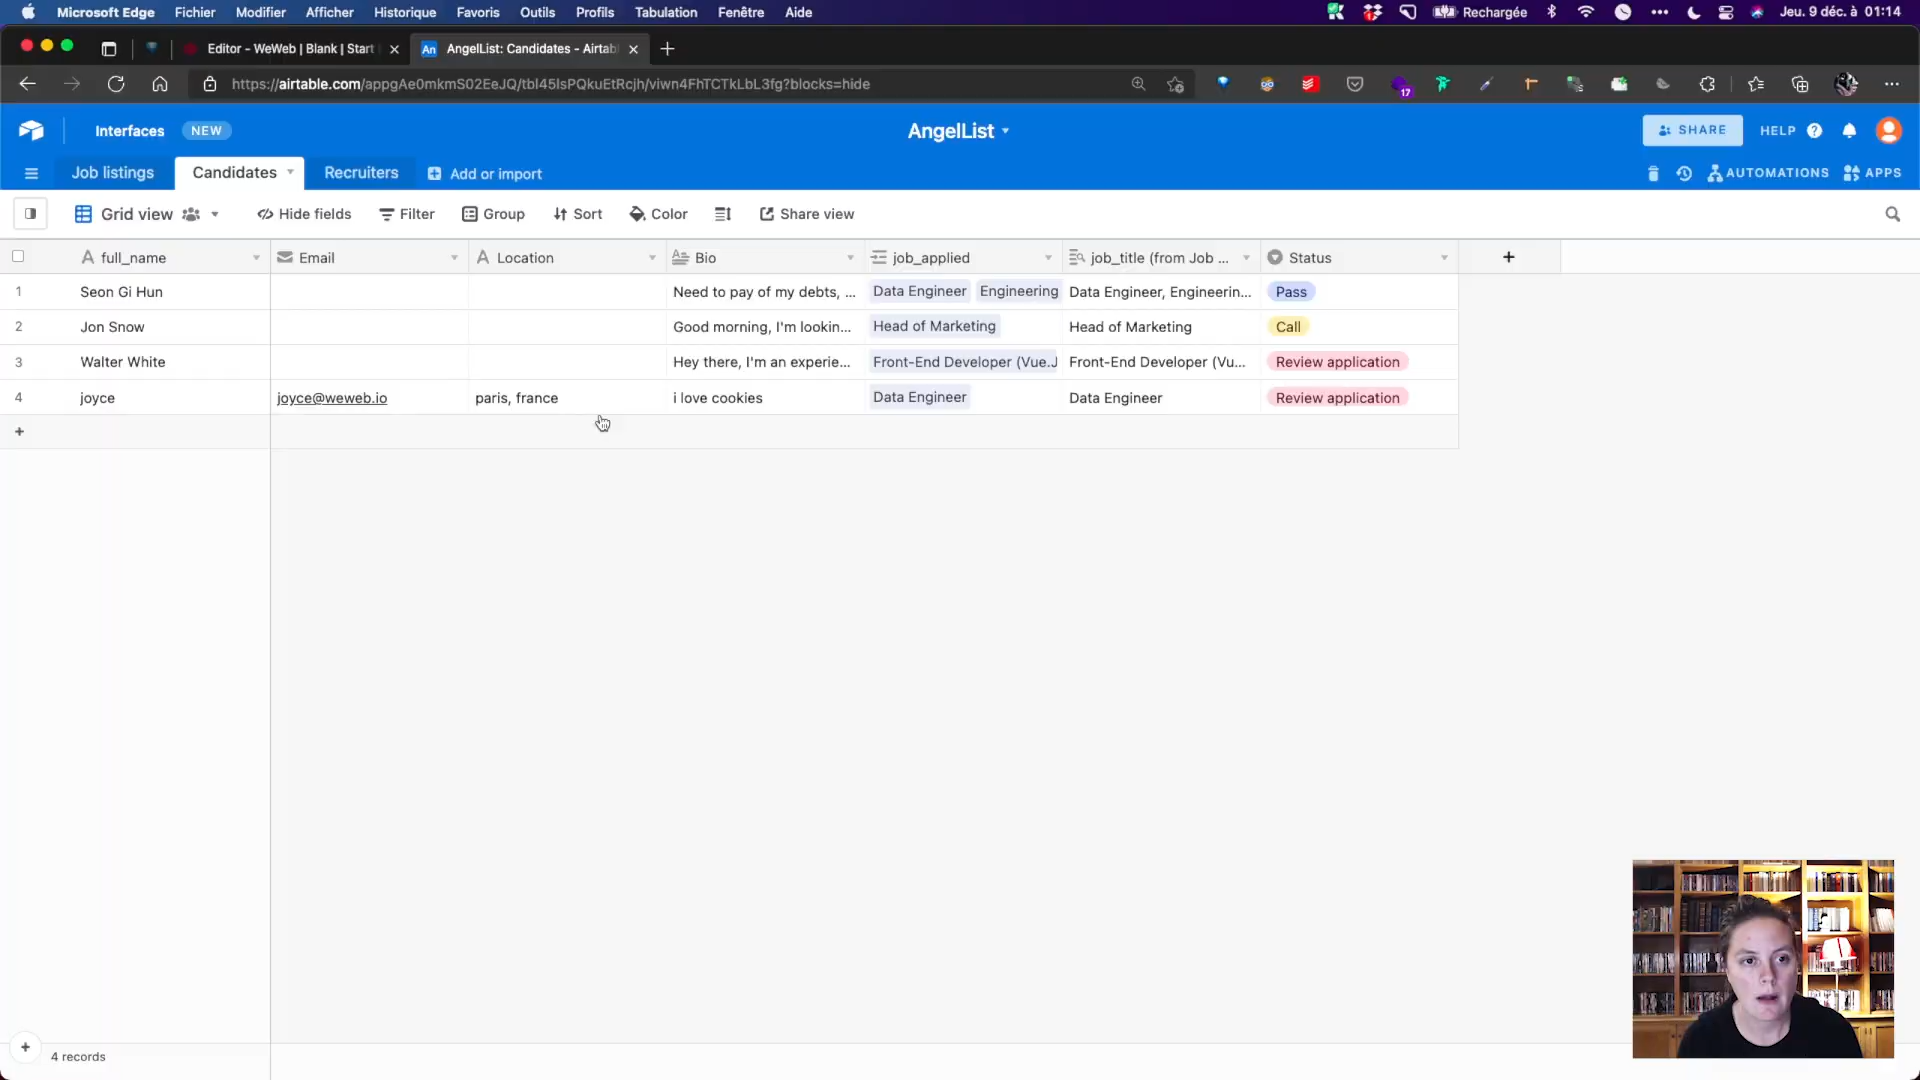 Microsoft Edge Fichier Modifier Afficher Historique Favoris Outils Profils Tabulation Fenêtre Aide Rechargée Jeu. 9 déc. à 01:14
Editor - WeWeb | Blank | Start An AngelList: Candidates - Airtabl
https://airtable.com/appgAe0mkmS02EeJQ/tbl45IsPQkuEtRcjh/viwn4FhTCTkLbL3fg?blocks=hide 17
Interfaces NEW AngelList SHARE HELP
Job listings Candidates Recruiters Add or import AUTOMATIONS APPS
Grid view Hide fields Filter Group Sort Color Share view
full_name Email Location Bio job_applied job_title (from Job ... Status
1 Seon Gi Hun Need to pay of my debts, ... Data Engineer Engineering Data Engineer, Engineerin... Pass
2 Jon Snow Good morning, I'm lookin... Head of Marketing Head of Marketing Call
3 Walter White Hey there, I'm an experie... Front-End Developer (Vue.J Front-End Developer (Vu... Review application
4 joyce joyce@weweb.io paris, france i love cookies Data Engineer Data Engineer Review application
4 records